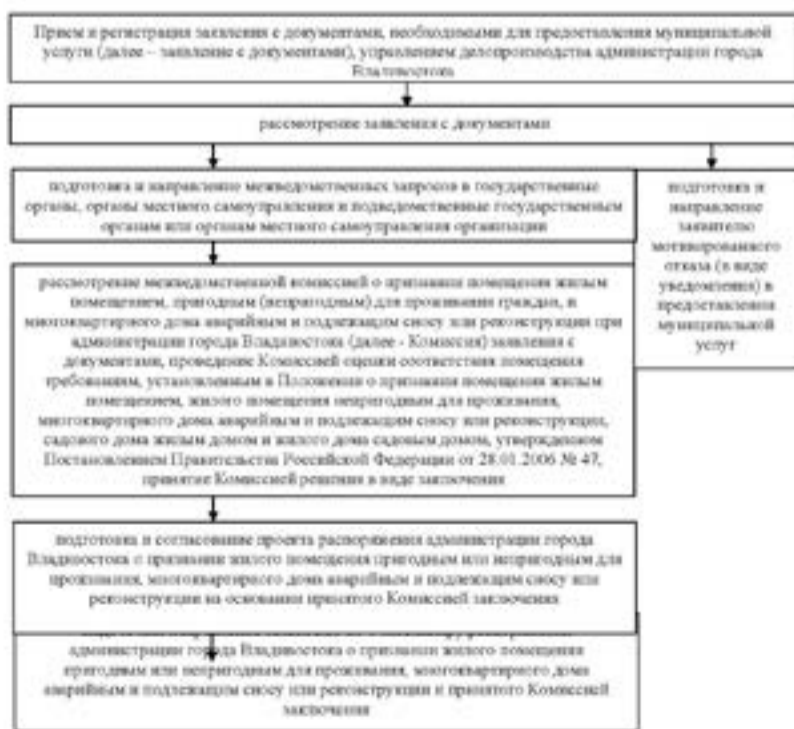 Прием и регистрация заявления с документами, необходимыми для предоставления муниципальной
услуги (далее – заявление с документами), управлением делопроизводства администрации города
Владивостока
рассмотрение заявления с документами
подготовка и направление межведомственных запросов в государственные
органы, органы местного самоуправления и подведомственные государственным
органам или органам местного самоуправления организации
подготовка и
направление
заявителю
мотивированного
отказа (в виде
уведомления) в
предоставлении
муниципальной
услуг
рассмотрение межведомственной комиссией о признании помещения жилым
помещением, пригодным (непригодным) для проживания граждан, и
многоквартирного дома аварийным и подлежащим сносу или реконструкции при
администрации города Владивостока (далее - Комиссия) заявления с
документами, проведение Комиссией оценки соответствия помещения
требованиям, установленным в Положении о признании помещения жилым
помещением, жилого помещения непригодным для проживания,
многоквартирного дома аварийным и подлежащим сносу или реконструкции,
садового дома жилым домом и жилого дома садовым домом, утвержденном
Постановлением Правительства Российской Федерации от 28.01.2006 № 47,
принятие Комиссией решения в виде заключения
подготовка и согласование проекта распоряжения администрации города
Владивостока о признании жилого помещения пригодным или непригодным для
проживания, многоквартирного дома аварийным и подлежащим сносу или
реконструкции на основании принятого Комиссией заключения
администрации города Владивостока о признании жилого помещения
пригодным или непригодным для проживания, многоквартирного дома
аварийным и подлежащим сносу или реконструкции и принятого Комиссией
заключения